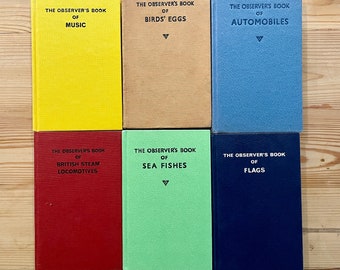 THE OBSERVER'S BOOK
OF
MUSIC
THE OBSERVER'S BOOK
OF
BIRDS' EGGS
THE OBSERVER'S BOOK
OF
AUTOMOBILES
THE OBSERVER'S BOOK
OF
BRITISH STEAM
LOCOMOTIVES
THE OBSERVER'S BOOK
OF
SEA FISHES
THE OBSERVER'S BOOK
OF
FLAGS